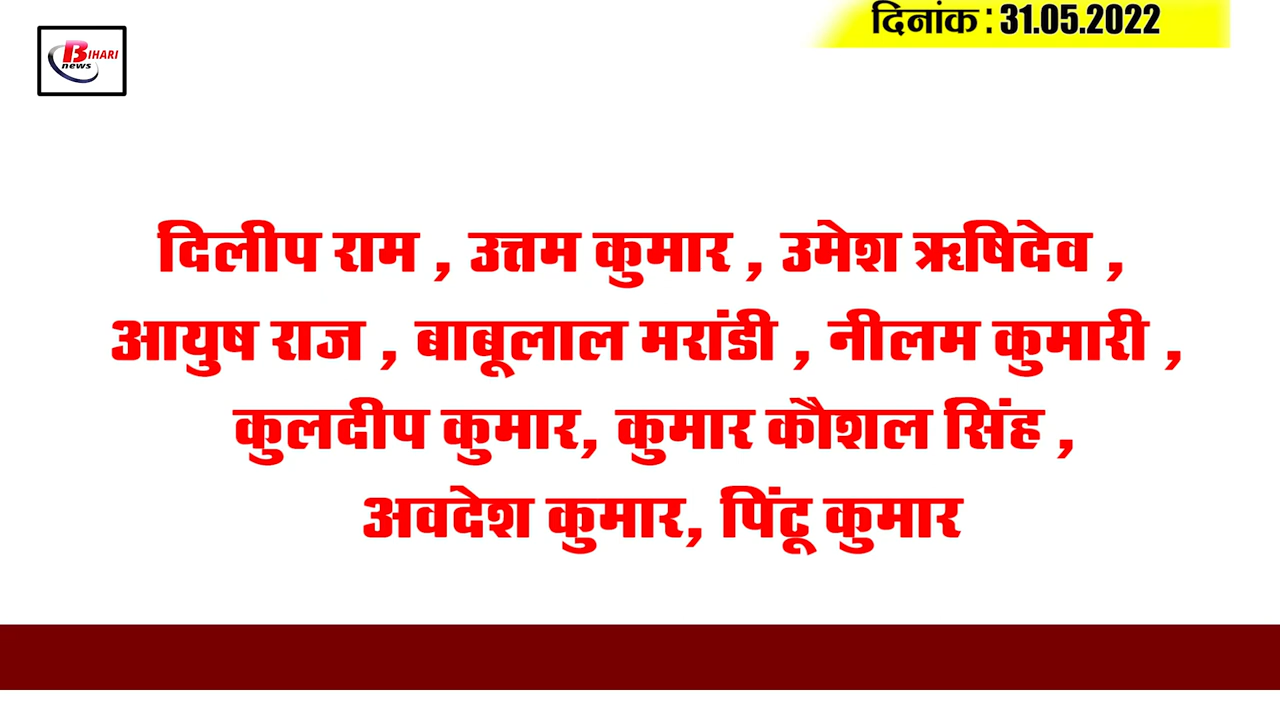 BIHARI
news
दिनांक : 31.05.2022
दिलीप राम , उत्तम कुमार , उमेश ऋषिदेव ,
आयुष राज , बाबूलाल मरांडी , नीलम कुमारी ,
कुलदीप कुमार, कुमार कौशल सिंह ,
अवदेश कुमार, पिंटू कुमार